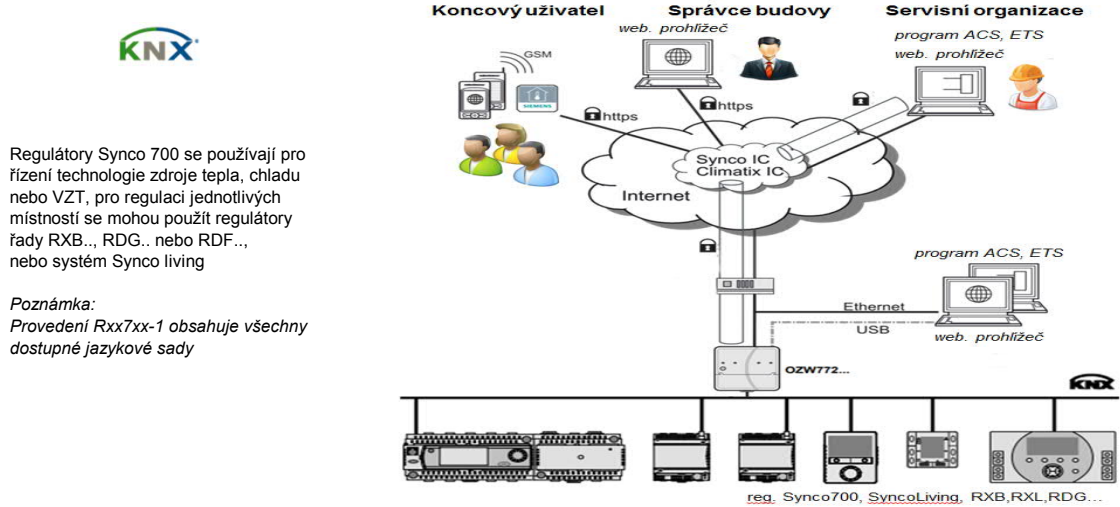 KNX
Regulátory Synco 700 se používají pro
řízení technologie zdroje tepla, chladu
nebo VZT, pro regulaci jednotlivých
místností se mohou použít regulátory
řady RXB.., RDG.. nebo RDF..,
nebo systém Synco living
Poznámka:
Provedení Rxx7xx-1 obsahuje všechny
dostupné jazykové sady
Koncový uživatel
Správce budovy
Servisní organizace
web. prohlížeč
program ACS, ETS
web. prohlížeč
GSM
SIEMENS
https
https
Synco IC
Climatix IC
Internet
program ACS, ETS
Ethernet
USB
web. prohlížeč
OZW772...
KNX
reg. Synco700, SyncoLiving, RXB,RXL,RDG...